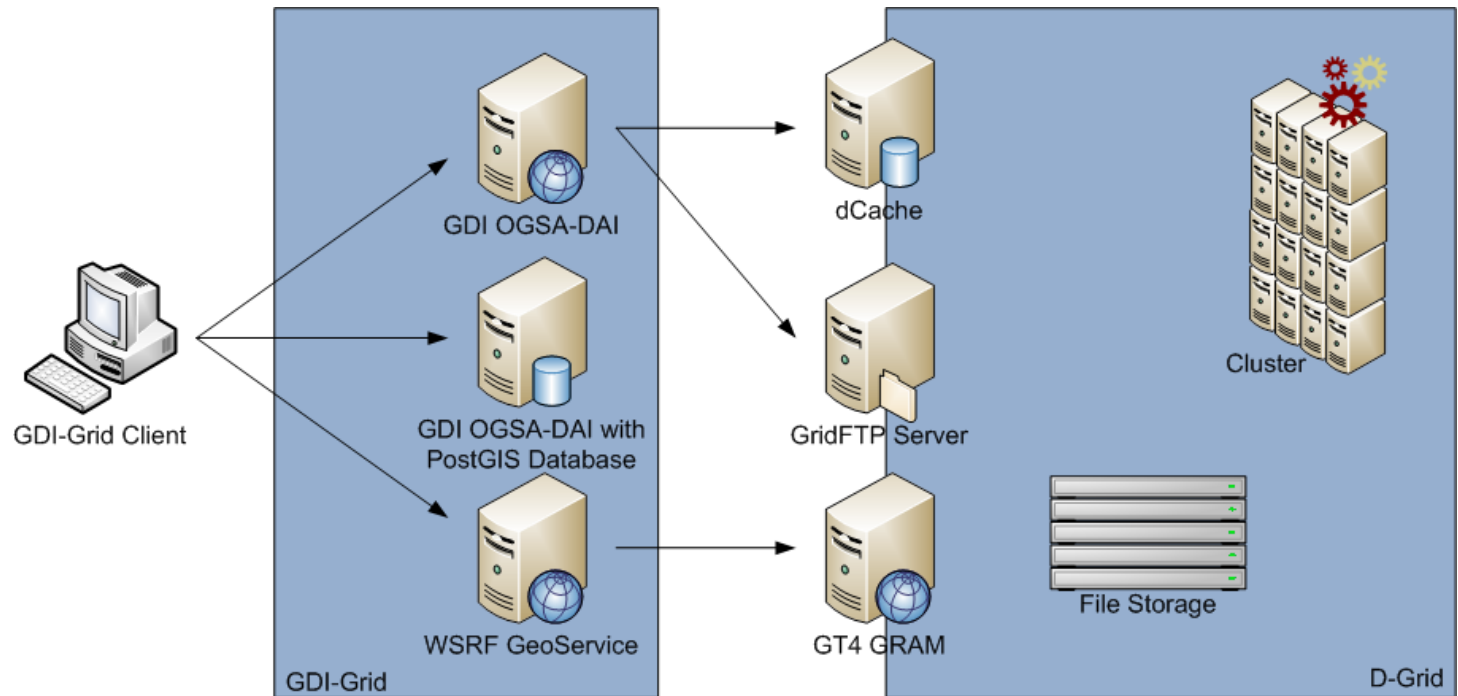 GDI OGSA-DAI
dCache
GDI-Grid Client
GDI OGSA-DAI with
PostGIS Database
GridFTP Server
Cluster
WSRF GeoService
GT4 GRAM
File Storage
GDI-Grid
D-Grid